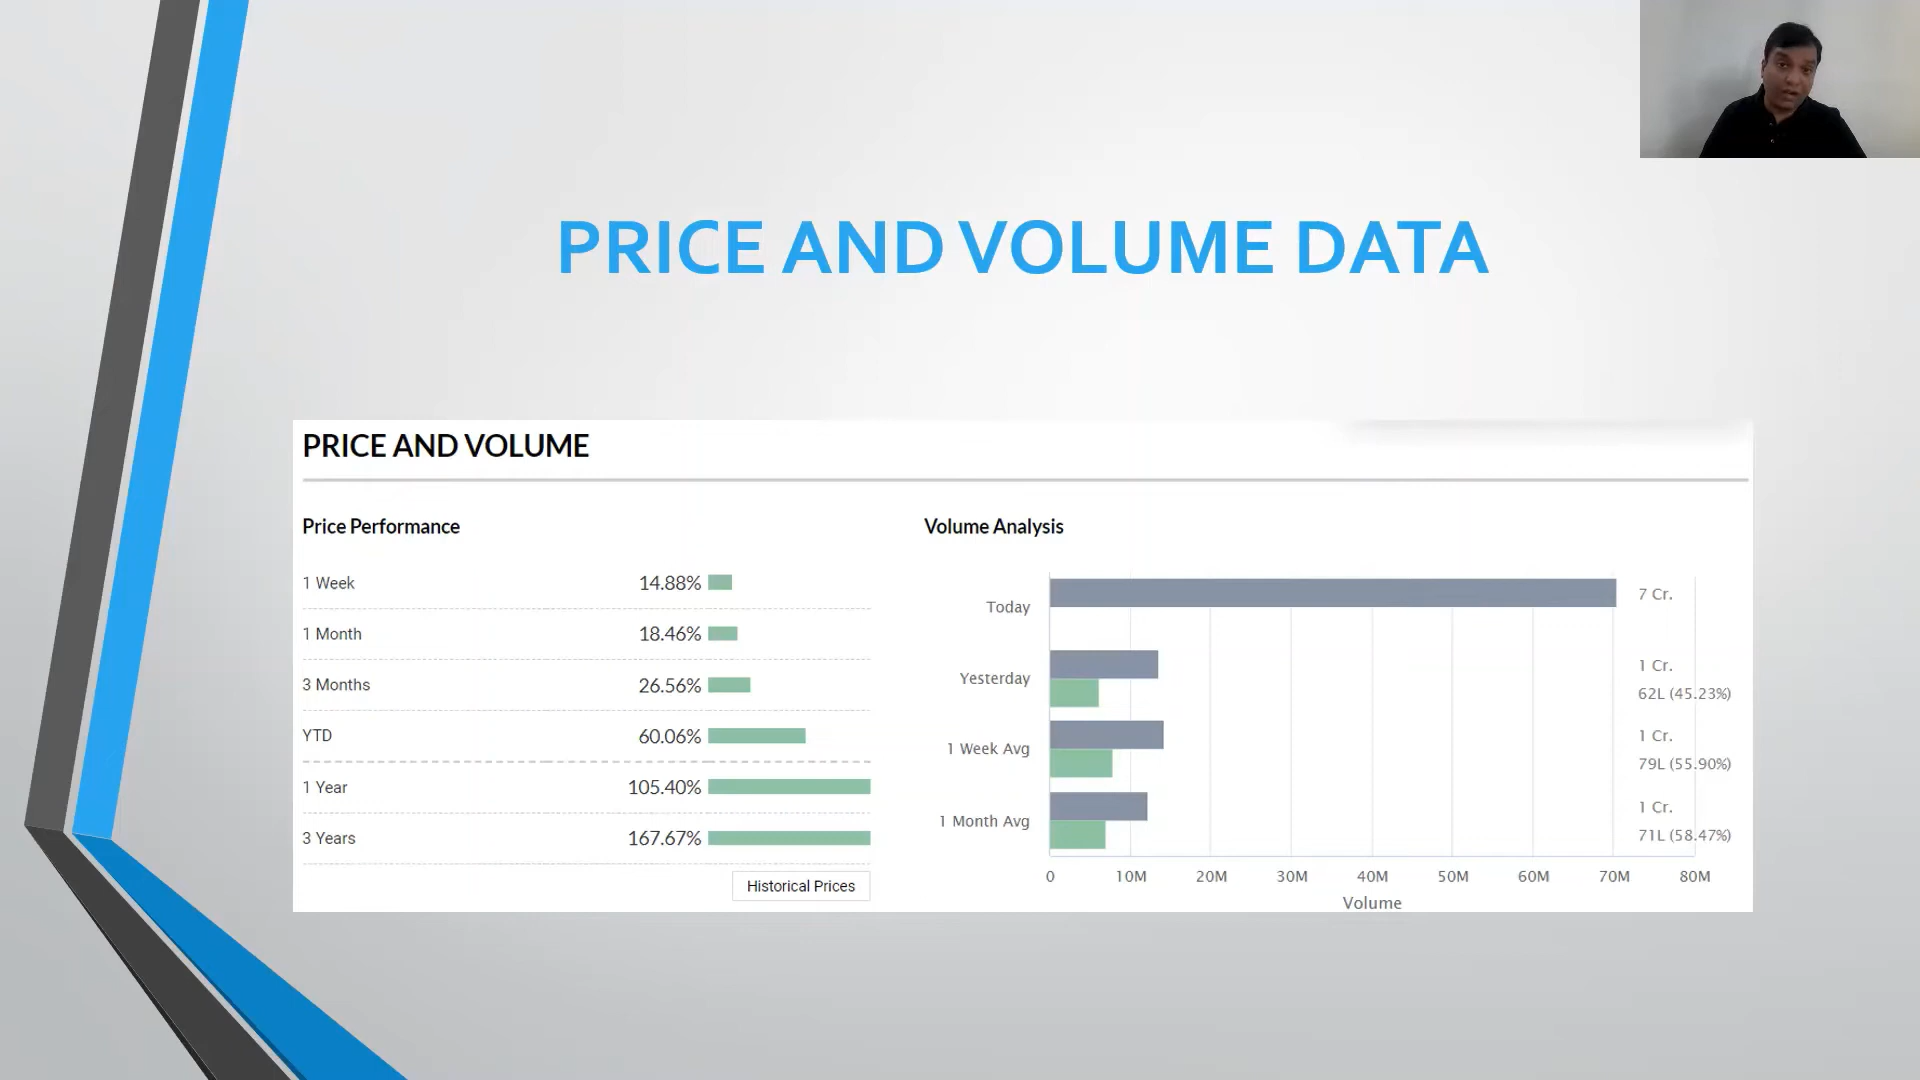 PRICE AND VOLUME DATA
PRICE AND VOLUME
Price Performance
1 Week 14.88%
1 Month 18.46%
3 Months 26.56%
YTD 60.06%
1 Year 105.40%
3 Years 167.67%
Historical Prices
Volume Analysis
Today 7 Cr.
Yesterday 1 Cr.
62L (45.23%)
1 Week Avg 1 Cr.
79L (55.90%)
1 Month Avg 1 Cr.
71L (58.47%)
0 10M 20M 30M 40M 50M 60M 70M 80M
Volume